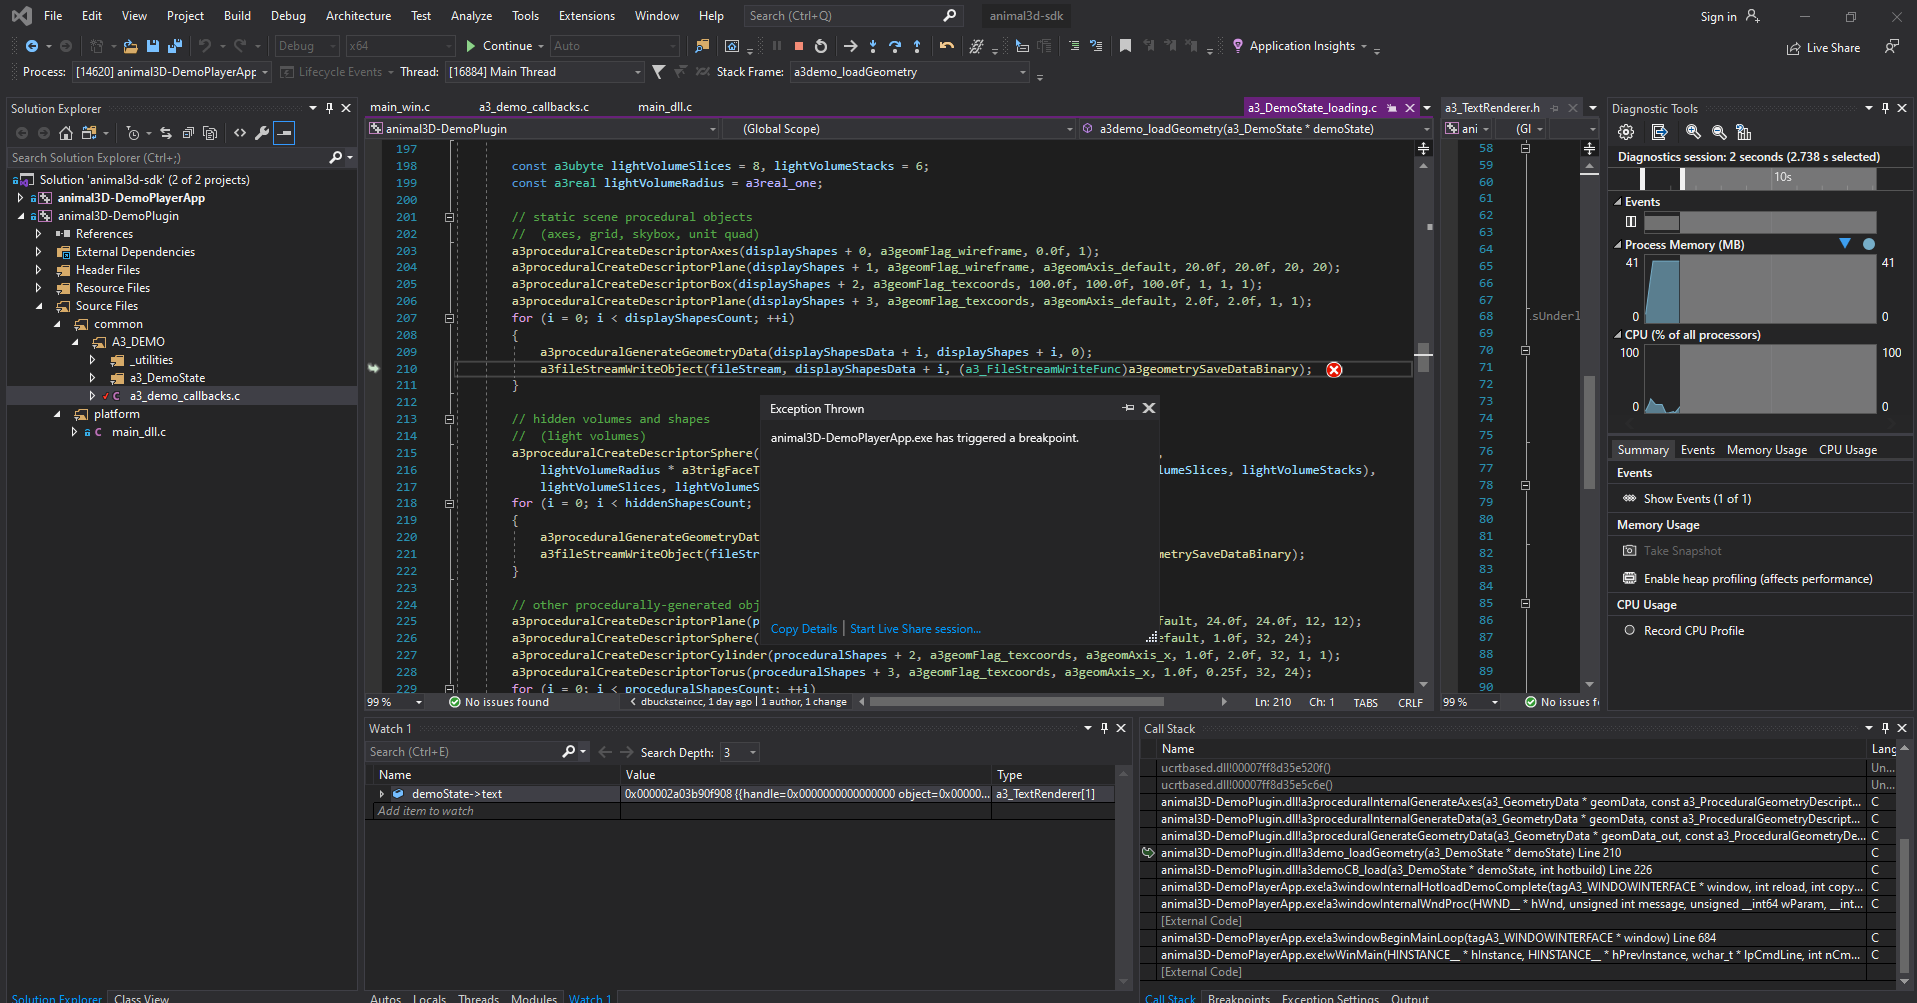 File Edit View Project Build Debug Architecture Test Analyze Tools Extensions Window Help Search (Ctrl+Q) animal3d-sdk Sign in
Debug x64 Continue Auto Application Insights Live Share
Process: [14620] animal3D-DemoPlayerApp Lifecycle Events Thread: [16884] Main Thread Stack Frame: a3demo_loadGeometry
Solution Explorer
Search Solution Explorer (Ctrl+;)
Solution 'animal3d-sdk' (2 of 2 projects)
animal3D-DemoPlayerApp
animal3D-DemoPlugin
References
External Dependencies
Header Files
Resource Files
Source Files
common
A3_DEMO
_utilities
a3_DemoState
a3_demo_callbacks.c
platform
main_dll.c
Solution Explorer Class View
main_win.c a3_demo_callbacks.c main_dll.c a3_DemoState_loading.c
animal3D-DemoPlugin (Global Scope) a3demo_loadGeometry(a3_DemoState * demoState)
197
198 const a3ubyte lightVolumeSlices = 8, lightVolumeStacks = 6;
199 const a3real lightVolumeRadius = a3real_one;
200
201 // static scene procedural objects
202 // (axes, grid, skybox, unit quad)
203 a3proceduralCreateDescriptorAxes(displayShapes + 0, a3geomFlag_wireframe, 0.0f, 1);
204 a3proceduralCreateDescriptorPlane(displayShapes + 1, a3geomFlag_wireframe, a3geomAxis_default, 20.0f, 20.0f, 20, 20);
205 a3proceduralCreateDescriptorBox(displayShapes + 2, a3geomFlag_texcoords, 100.0f, 100.0f, 100.0f, 1, 1, 1);
206 a3proceduralCreateDescriptorPlane(displayShapes + 3, a3geomFlag_texcoords, a3geomAxis_default, 2.0f, 2.0f, 1, 1);
207 for (i = 0; i < displayShapesCount; ++i)
208 {
209 a3proceduralGenerateGeometryData(displayShapesData + i, displayShapes + i, 0);
210 a3fileStreamWriteObject(fileStream, displayShapesData + i, (a3_FileStreamWriteFunc)a3geometrySaveDataBinary);
211 }
212
213 // hidden volumes and shapes
214 // (light volumes)
215 a3proceduralCreateDescriptorSphere( ,
216 lightVolumeRadius * a3trigFaceT lumeSlices, lightVolumeStacks),
217 lightVolumeSlices, lightVolumeS
218 for (i = 0; i < hiddenShapesCount;
219 {
220 a3proceduralGenerateGeometryDat
221 a3fileStreamWriteObject(fileStr metrySaveDataBinary);
222 }
223
224 // other procedurally-generated obj
225 a3proceduralCreateDescriptorPlane(p fault, 24.0f, 24.0f, 12, 12);
226 a3proceduralCreateDescriptorSphere( efault, 1.0f, 32, 24);
227 a3proceduralCreateDescriptorCylinder(proceduralShapes + 2, a3geomFlag_texcoords, a3geomAxis_x, 1.0f, 2.0f, 32, 1, 1);
228 a3proceduralCreateDescriptorTorus(proceduralShapes + 3, a3geomFlag_texcoords, a3geomAxis_x, 1.0f, 0.25f, 32, 24);
229 for (i = 0; i < proceduralShapesCount; ++i)
Exception Thrown
animal3D-DemoPlayerApp.exe has triggered a breakpoint.
Copy Details | Start Live Share session...
99 % No issues found dbucksteincc, 1 day ago | 1 author, 1 change Ln: 210 Ch: 1 TABS CRLF
a3_TextRenderer.h
ani (Gl
58
59
60
61
62
63
64
65
66
67
68 .sUnderl
69
70
71
72
73
74
75
76
77
78
79
80
81
82
83
84
85
86
87
88
89
90
99 % No issues f
Diagnostic Tools
Diagnostics session: 2 seconds (2.738 s selected)
10s
Events
Process Memory (MB)
41 41
0 0
CPU (% of all processors)
100 100
0 0
Summary Events Memory Usage CPU Usage
Events
Show Events (1 of 1)
Memory Usage
Take Snapshot
Enable heap profiling (affects performance)
CPU Usage
Record CPU Profile
Watch 1
Search (Ctrl+E) Search Depth: 3
Name Value Type
demoState->text 0x000002a03b90f908 {{handle=0x0000000000000000 object=0x00000... a3_TextRenderer[1]
Add item to watch
Autos Locals Threads Modules Watch 1
Call Stack
Name Lang
ucrtbased.dll!00007ff8d35e520f() Un...
ucrtbased.dll!00007ff8d35e5c6e() Un...
animal3D-DemoPlugin.dll!a3proceduralInternalGenerateAxes(a3_GeometryData * geomData, const a3_ProceduralGeometryDescript... C
animal3D-DemoPlugin.dll!a3proceduralInternalGenerateData(a3_GeometryData * geomData, const a3_ProceduralGeometryDescript... C
animal3D-DemoPlugin.dll!a3proceduralGenerateGeometryData(a3_GeometryData * geomData_out, const a3_ProceduralGeometryDe... C
animal3D-DemoPlugin.dll!a3demo_loadGeometry(a3_DemoState * demoState) Line 210 C
animal3D-DemoPlugin.dll!a3demoCB_load(a3_DemoState * demoState, int hotbuild) Line 226 C
animal3D-DemoPlayerApp.exe!a3windowInternalHotloadDemoComplete(tagA3_WINDOWINTERFACE * window, int reload, int copy... C
animal3D-DemoPlayerApp.exe!a3windowInternalWndProc(HWND__ * hWnd, unsigned int message, unsigned __int64 wParam, __int... C
[External Code]
animal3D-DemoPlayerApp.exe!a3windowBeginMainLoop(tagA3_WINDOWINTERFACE * window) Line 684 C
animal3D-DemoPlayerApp.exe!wWinMain(HINSTANCE__ * hInstance, HINSTANCE__ * hPrevInstance, wchar_t * lpCmdLine, int nCm... C
[External Code]
Call Stack Breakpoints Exception Settings Output